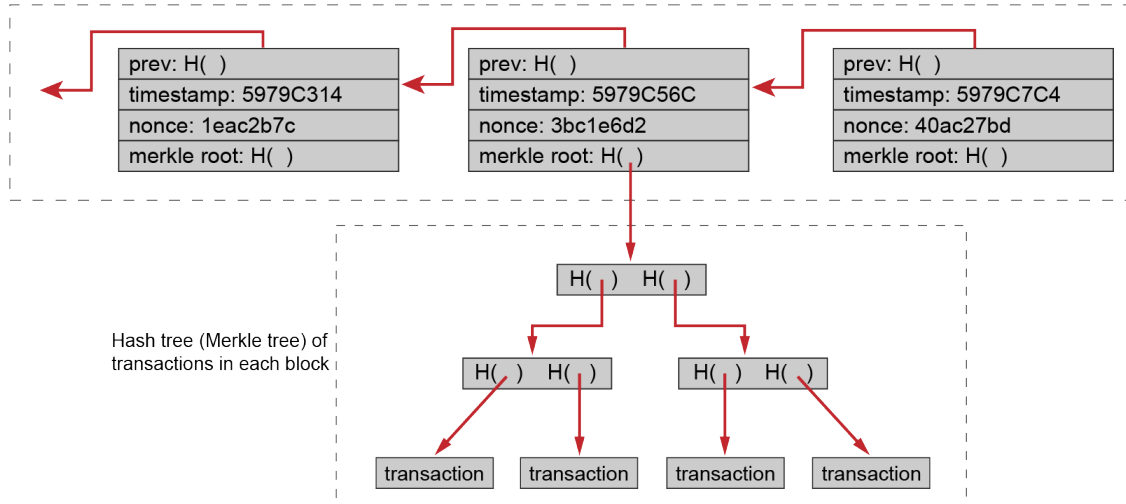 prev: H( )
timestamp: 5979C314
nonce: 1eac2b7c
merkle root: H( )
prev: H( )
timestamp: 5979C56C
nonce: 3bc1e6d2
merkle root: H( )
prev: H( )
timestamp: 5979C7C4
nonce: 40ac27bd
merkle root: H( )
H( ) H( )
Hash tree (Merkle tree) of
transactions in each block
H( ) H( )
H( ) H( )
transaction
transaction
transaction
transaction